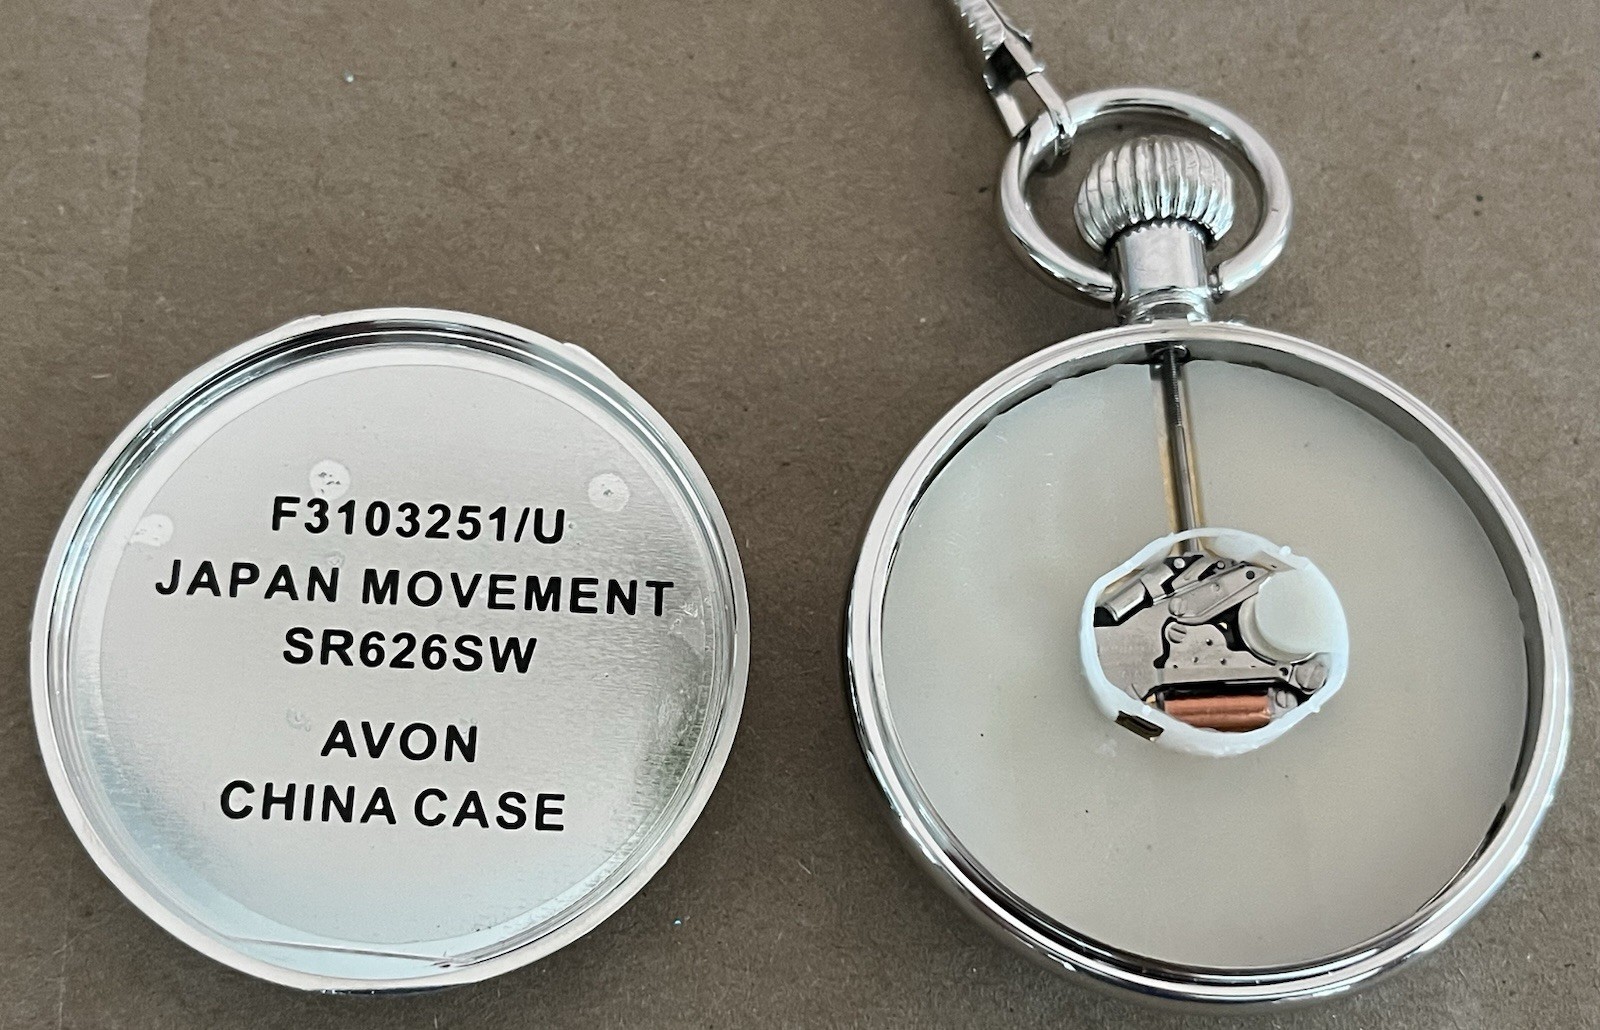 F3103251/U
JAPAN MOVEMENT
SR626SW
AVON
CHINA CASE